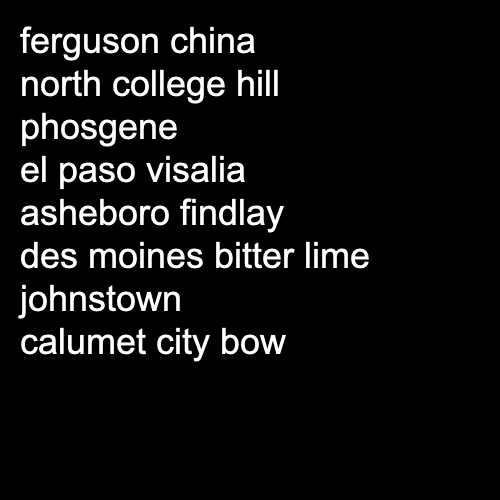 ferguson china
north college hill
phosgene
el paso visalia
asheboro findlay
des moines bitter lime
johnstown
calumet city bow